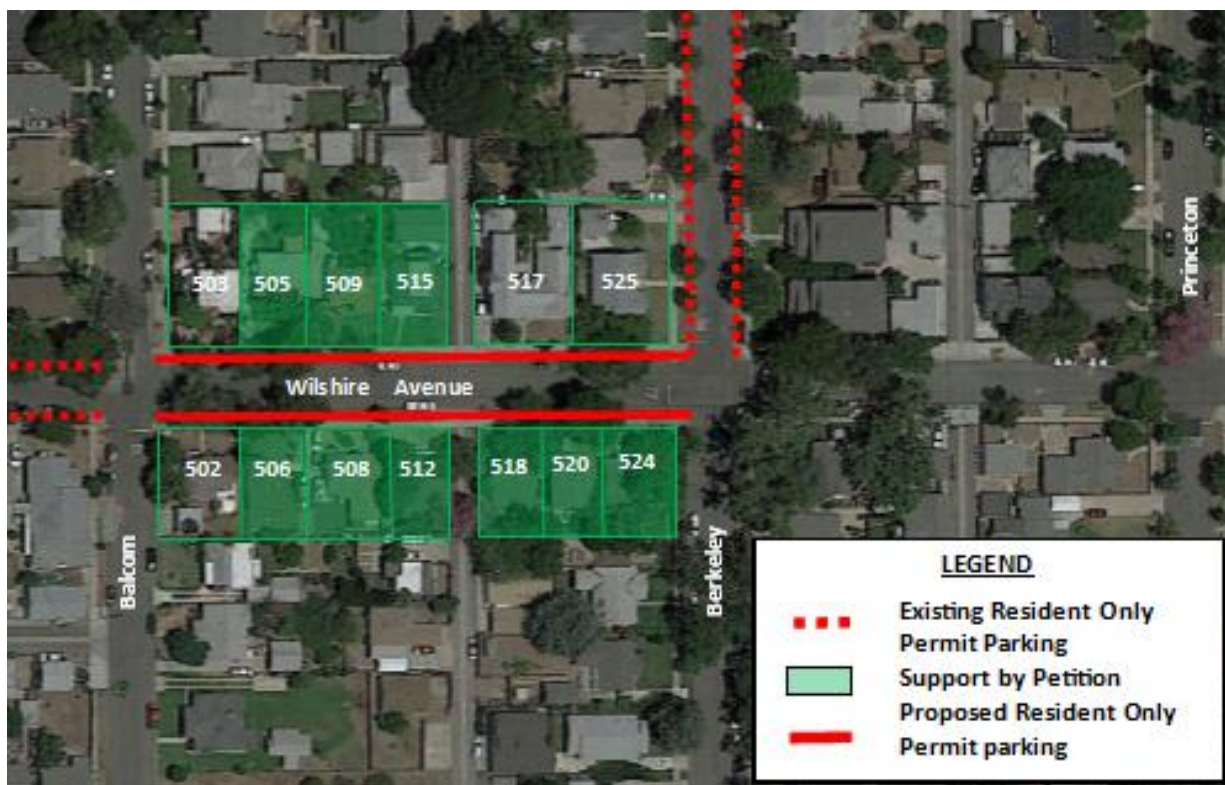 503 505 509 515 517 525
Princeton
Wilshire Avenue
502 506 508 512 518 520 524
Balcom
Berkeley
LEGEND
Existing Resident Only
Permit Parking
Support by Petition
Proposed Resident Only
Permit parking